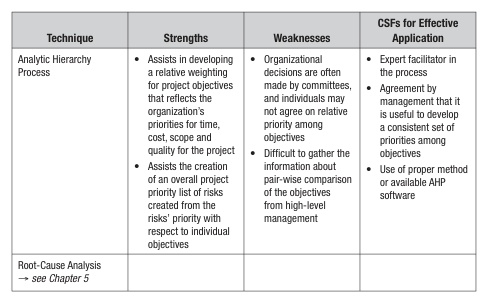 Technique
Strengths
Weaknesses
CSFs for Effective
Application
Analytic Hierarchy
Process
• Assists in developing
a relative weighting
for project objectives
that reflects the
organization's
priorities for time,
cost, scope and
quality for the project
• Assists the creation
of an overall project
priority list of risks
created from the
risks' priority with
respect to individual
objectives
• Organizational
decisions are often
made by committees,
and individuals may
not agree on relative
priority among
objectives
• Difficult to gather the
information about
pair-wise comparison
of the objectives
from high-level
management
• Expert facilitator in
the process
• Agreement by
management that it
is useful to develop
a consistent set of
priorities among
objectives
• Use of proper method
or available AHP
software
Root-Cause Analysis
→ see Chapter 5